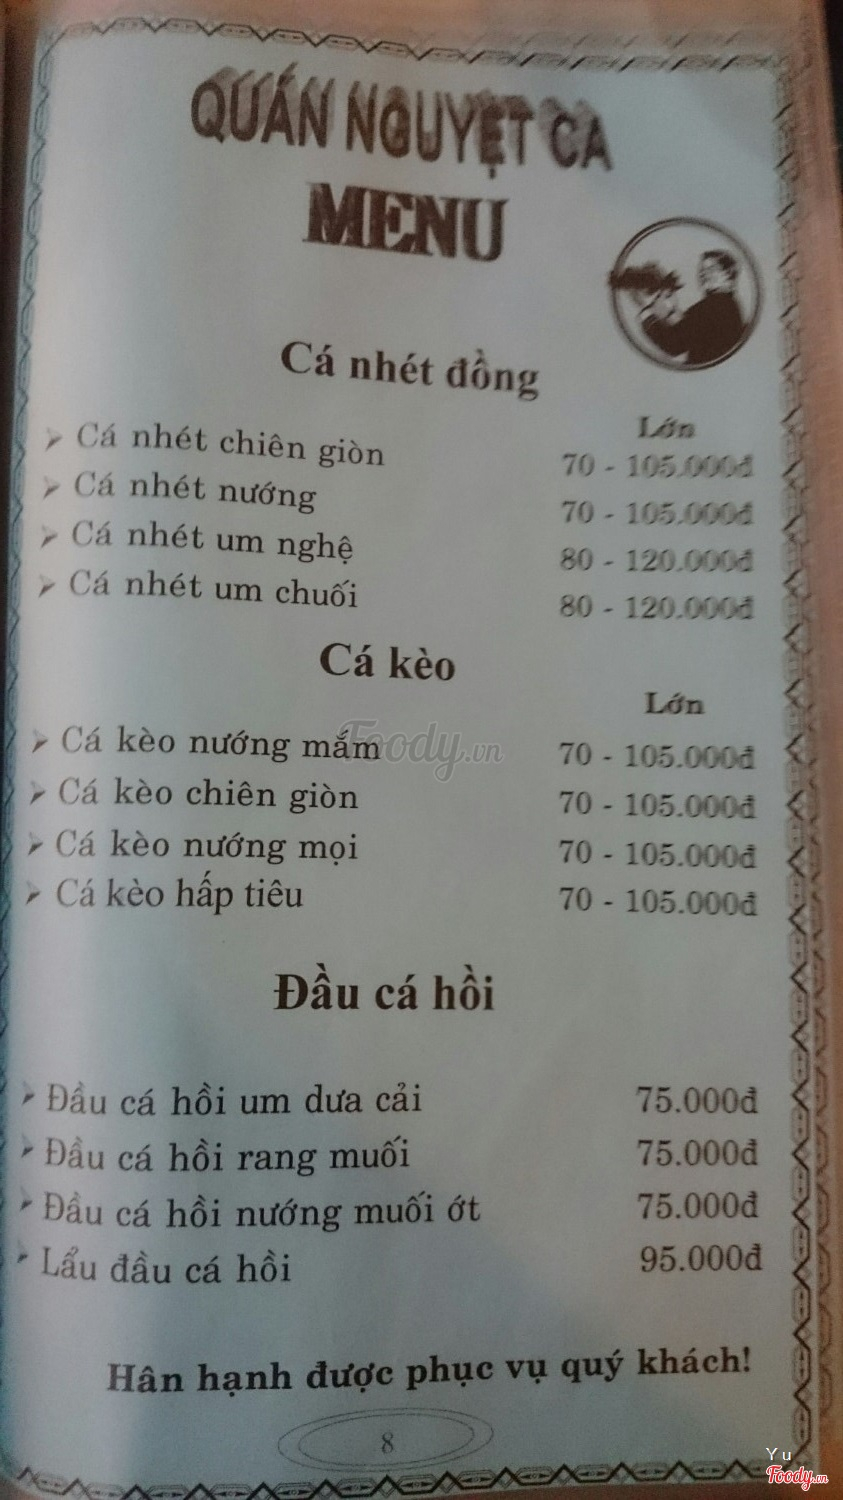 QUÁN NGUYỆT CA
MENU
Cá nhét đồng
Lớn
Cá nhét chiên giòn 70 - 105.000đ
Cá nhét nướng 70 - 105.000đ
Cá nhét um nghệ 80 - 120.000đ
Cá nhét um chuối 80 - 120.000đ
Cá kèo
Lớn
Cá kèo nướng mắm 70 - 105.000đ
Cá kèo chiên giòn 70 - 105.000đ
Cá kèo nướng mọi 70 - 105.000đ
Cá kèo hấp tiêu 70 - 105.000đ
Đầu cá hồi
Đầu cá hồi um dưa cải 75.000đ
Đầu cá hồi rang muối 75.000đ
Đầu cá hồi nướng muối ớt 75.000đ
Lẩu đầu cá hồi 95.000đ
Hân hạnh được phục vụ quý khách!
8
Foody.vn
Yu
Foody.vn